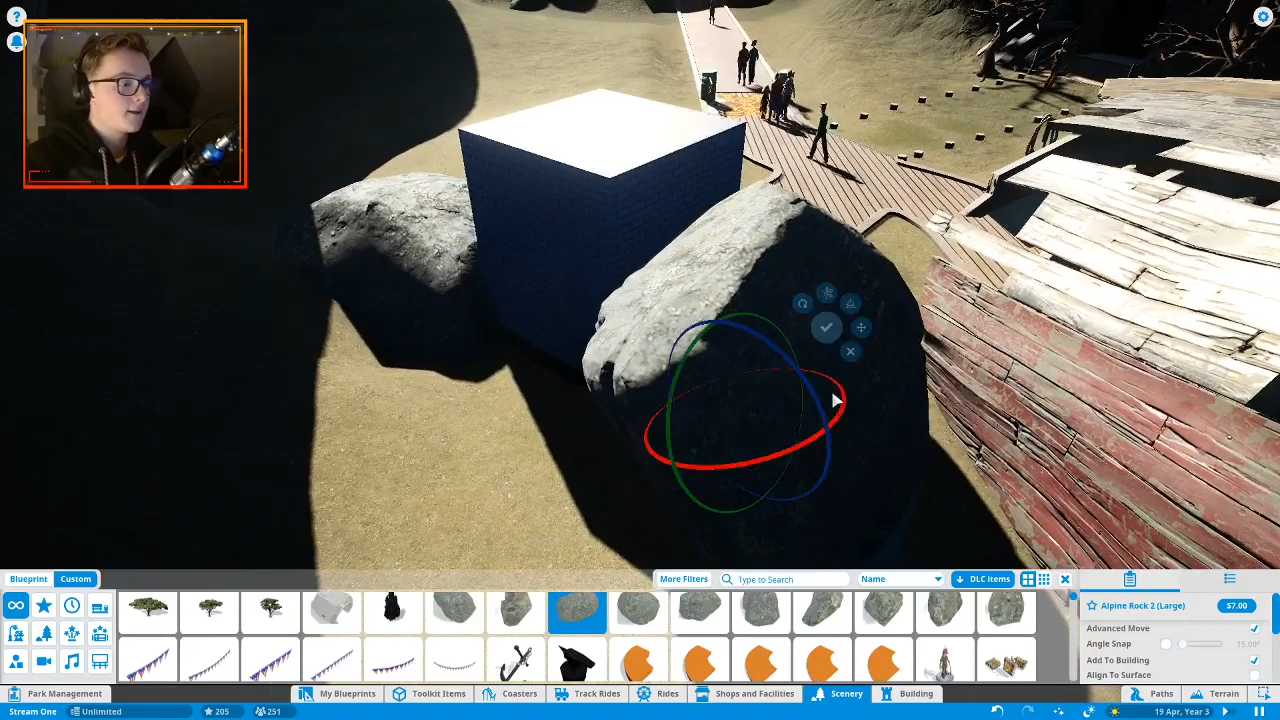 ?
Blueprint
Custom
More Filters
Type to Search
Name
DLC items
Alpine Rock 2 (Large)
$7.00
Advanced Move
Angle Snap
15.00°
Add To Building
Align To Surface
Park Management
My Blueprints
Toolkit Items
Coasters
Track Rides
Rides
Shops and Facilities
Scenery
Building
Paths
Terrain
Stream One
Unlimited
205
251
19 Apr, Year 3